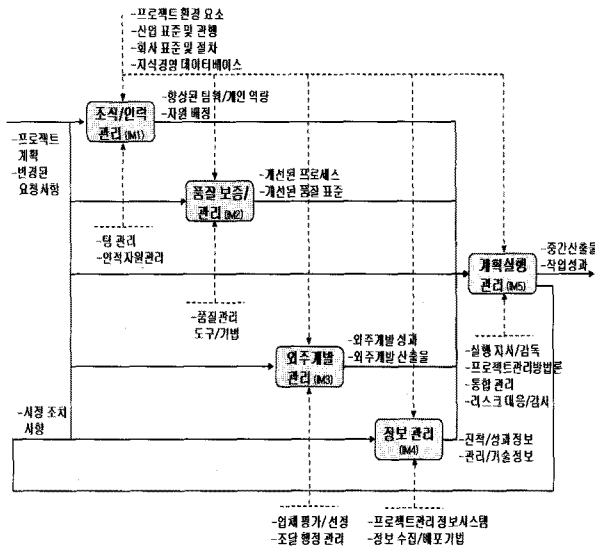 -프로젝트 환경 요소
-산업 표준 및 관행
-회사 표준 및 절차
-지식경영 데이터베이스
조직/인력
관리 (IM1)
-향상된 팀워/개인 역량
-자원 배정
-프로젝트
계획
-변경된
요청사항
품질 보증/
관리 (IM2)
-개선된 프로세스
-개선된 품질 표준
-팀 관리
-인적자원관리
계획실행
관리 (IM5)
-중간산출물
-작업성과
-품질관리
도구/기법
외주개발
관리 (IM3)
-외주개발 성과
-외주개발 산출물
-실행 지시/감독
-프로젝트관리방법론
-통합 관리
-리스크 대응/감시
-시정 조치
사항
정보 관리
(IM4)
-진척/성과 정보
-관리/기술정보
-업체 평가/선정
-조달 행정 관리
-프로젝트관리 정보시스템
-정보 수집/배포기법